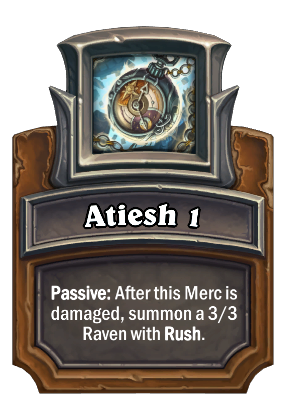 Atiesh 1
Passive: After this Merc is
damaged, summon a 3/3
Raven with Rush.